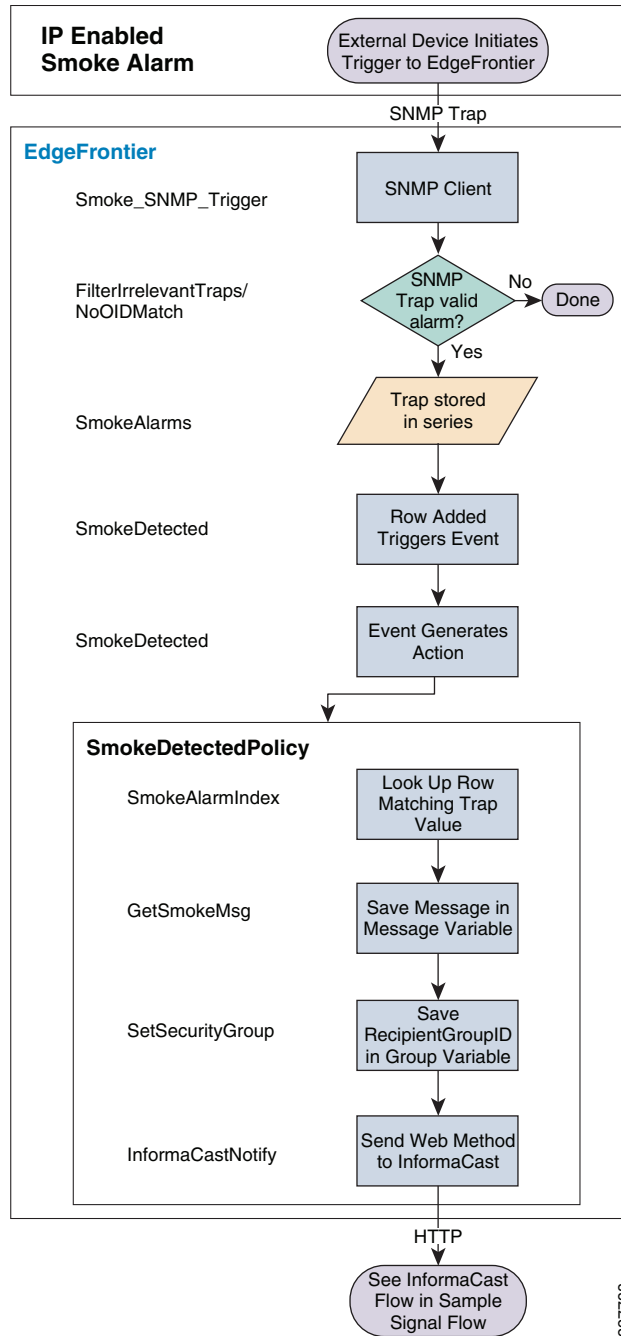 IP Enabled
Smoke Alarm
External Device Initiates
Trigger to EdgeFrontier
SNMP Trap
EdgeFrontier
Smoke_SNMP_Trigger
SNMP Client
FilterIrrelevantTraps/
NoOIDMatch
SNMP
Trap valid
alarm?
No
Done
Yes
SmokeAlarms
Trap stored
in series
SmokeDetected
Row Added
Triggers Event
SmokeDetected
Event Generates
Action
SmokeDetectedPolicy
SmokeAlarmIndex
Look Up Row
Matching Trap
Value
GetSmokeMsg
Save Message in
Message Variable
SetSecurityGroup
Save
RecipientGroupID
in Group Variable
InformaCastNotify
Send Web Method
to InformaCast
HTTP
See InformaCast
Flow in Sample
Signal Flow